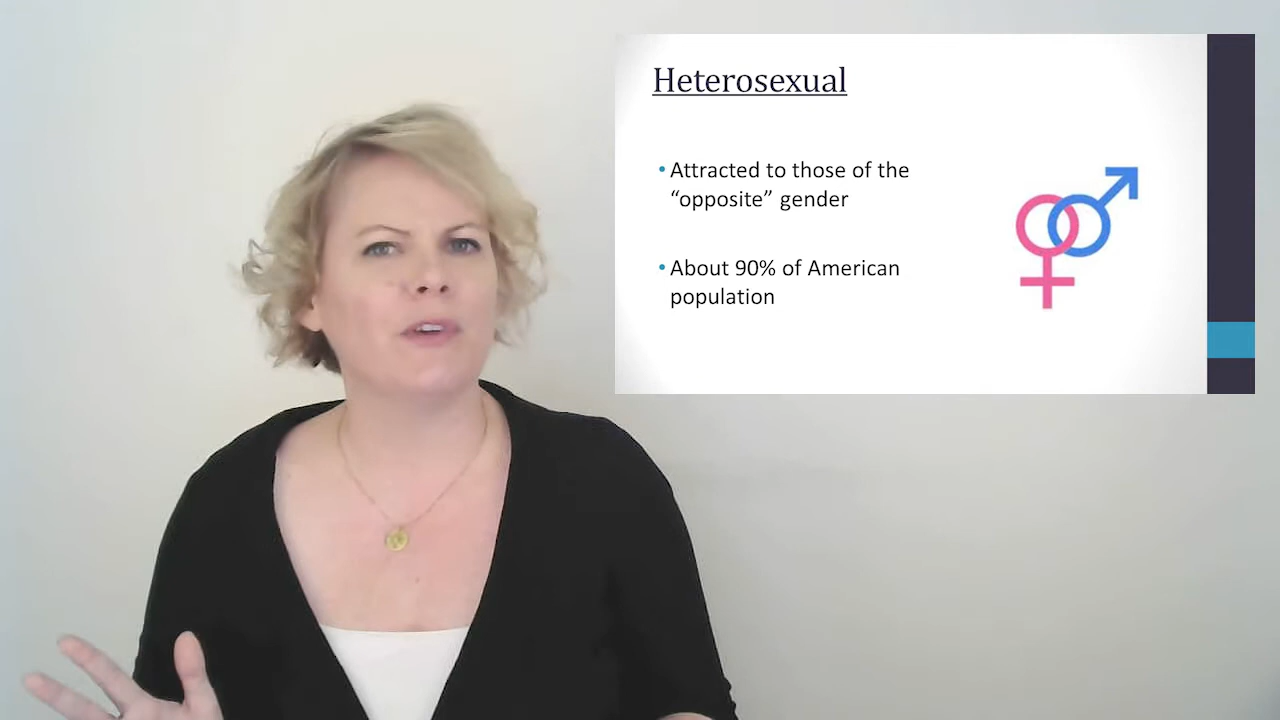 Heterosexual
•Attracted to those of the
“opposite” gender
•About 90% of American
population